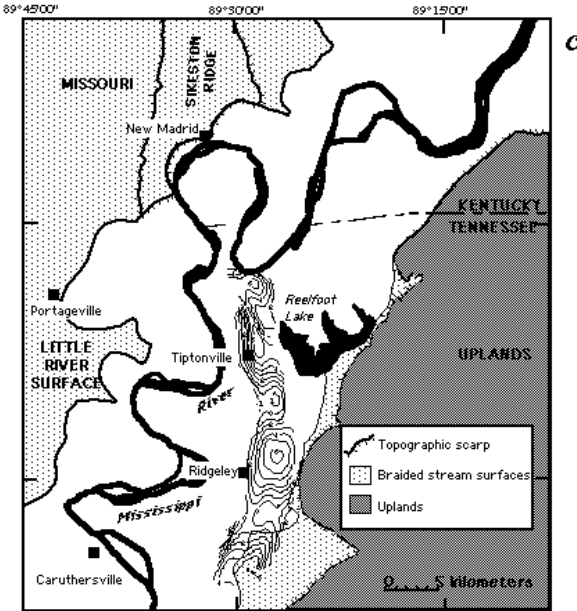 89°45'00"
89°30'00"
89°15'00"
C
MISSOURI
SIKESTON
RIDGE
New Madrid
KENTUCKY
TENNESSEE
Portageville
Reelfoot
Lake
LITTLE
RIVER
SURFACE
Tiptonville
UPLANDS
River
Topographic scarp
Ridgeley
Braided stream surfaces
Mississippi
Uplands
Caruthersville
0 5 kilometers